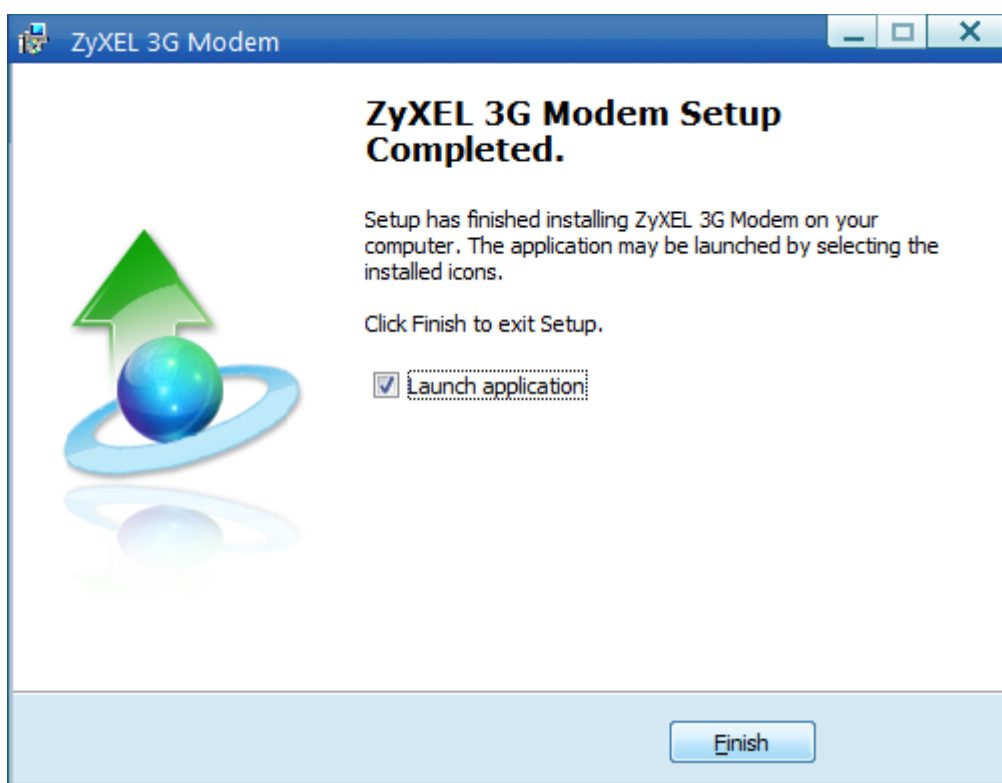 ZyXEL 3G Modem
ZyXEL 3G Modem Setup
Completed.
Setup has finished installing ZyXEL 3G Modem on your
computer. The application may be launched by selecting the
installed icons.
Click Finish to exit Setup.
Launch application
Finish